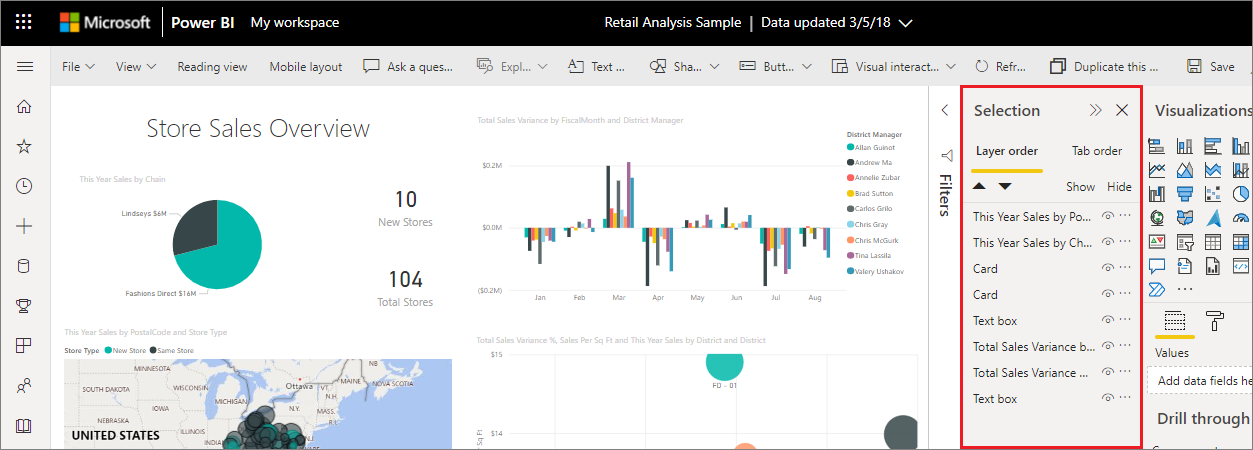 Microsoft Power BI My workspace Retail Analysis Sample | Data updated 3/5/18
File View Reading view Mobile layout Ask a ques... Expl... Text ... Sha... Butt... Visual interact... Refr... Duplicate this ... Save
Store Sales Overview
This Year Sales by Chain
Lindseys $6M
Fashions Direct $16M
10
New Stores
104
Total Stores
Total Sales Variance by FiscalMonth and District Manager
$0.2M
$0.0M
($0.2M)
Jan Feb Mar Apr May Jun Jul Aug
District Manager
Allan Guinot
Andrew Ma
Annelie Zubar
Brad Sutton
Carlos Grilo
Chris Gray
Chris McGurk
Tina Lassila
Valery Ushakov
This Year Sales by PostalCode and Store Type
Store Type New Store Same Store
MINNESOTA
SOUTH DAKOTA
WISCONSIN
MICHIGAN
Ottawa
MAINE
NOVA SCOTIA
NEBRASKA
IOWA
ILLINOIS
INDIAN
N.Y.
N.H.
UNITED STATES
Total Sales Variance %, Sales Per Sq Ft and This Year Sales by District and District
$15
$14
Sq Ft
FD - 01
Filters
Selection
Layer order Tab order
Show Hide
This Year Sales by Po...
This Year Sales by Ch...
Card
Card
Text box
Total Sales Variance b...
Total Sales Variance ...
Text box
Visualizations
Values
Add data fields he
Drill through